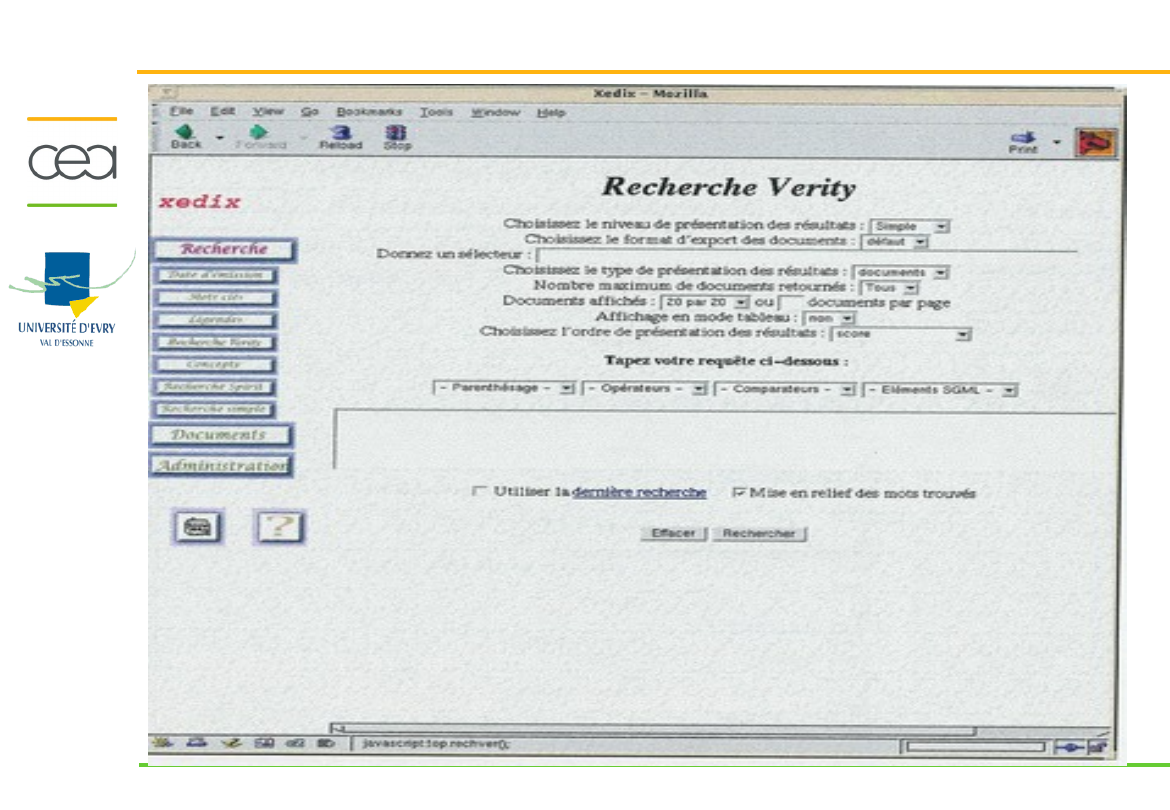 Xedix - Mozilla
File Edit View Go Bookmarks Tools Window Help
Back Forward Reload Stop Print
cea
UNIVERSITÉ D'EVRY
VAL D'ESSONNE
xedix
Recherche
Date d'émission
Mots clés
Légendes
Recherche Verity
Concepts
Recherche Spirit
Recherche simple
Documents
Administration
?
Recherche Verity
Choisissez le niveau de présentation des résultats : Simple
Choisissez le format d'export des documents : défaut
Donnez un sélecteur :
Choisissez le type de présentation des résultats : documents
Nombre maximum de documents retournés : Tous
Documents affichés : 20 par 20 ou documents par page
Affichage en mode tableau : non
Choisissez l'ordre de présentation des résultats : score
Tapez votre requête ci-dessous :
- Parenthésage - - Opérateurs - - Comparateurs - - Eléments SGML -
Utiliser la dernière recherche Mise en relief des mots trouvés
Effacer Rechercher
javascript:top.rechver();